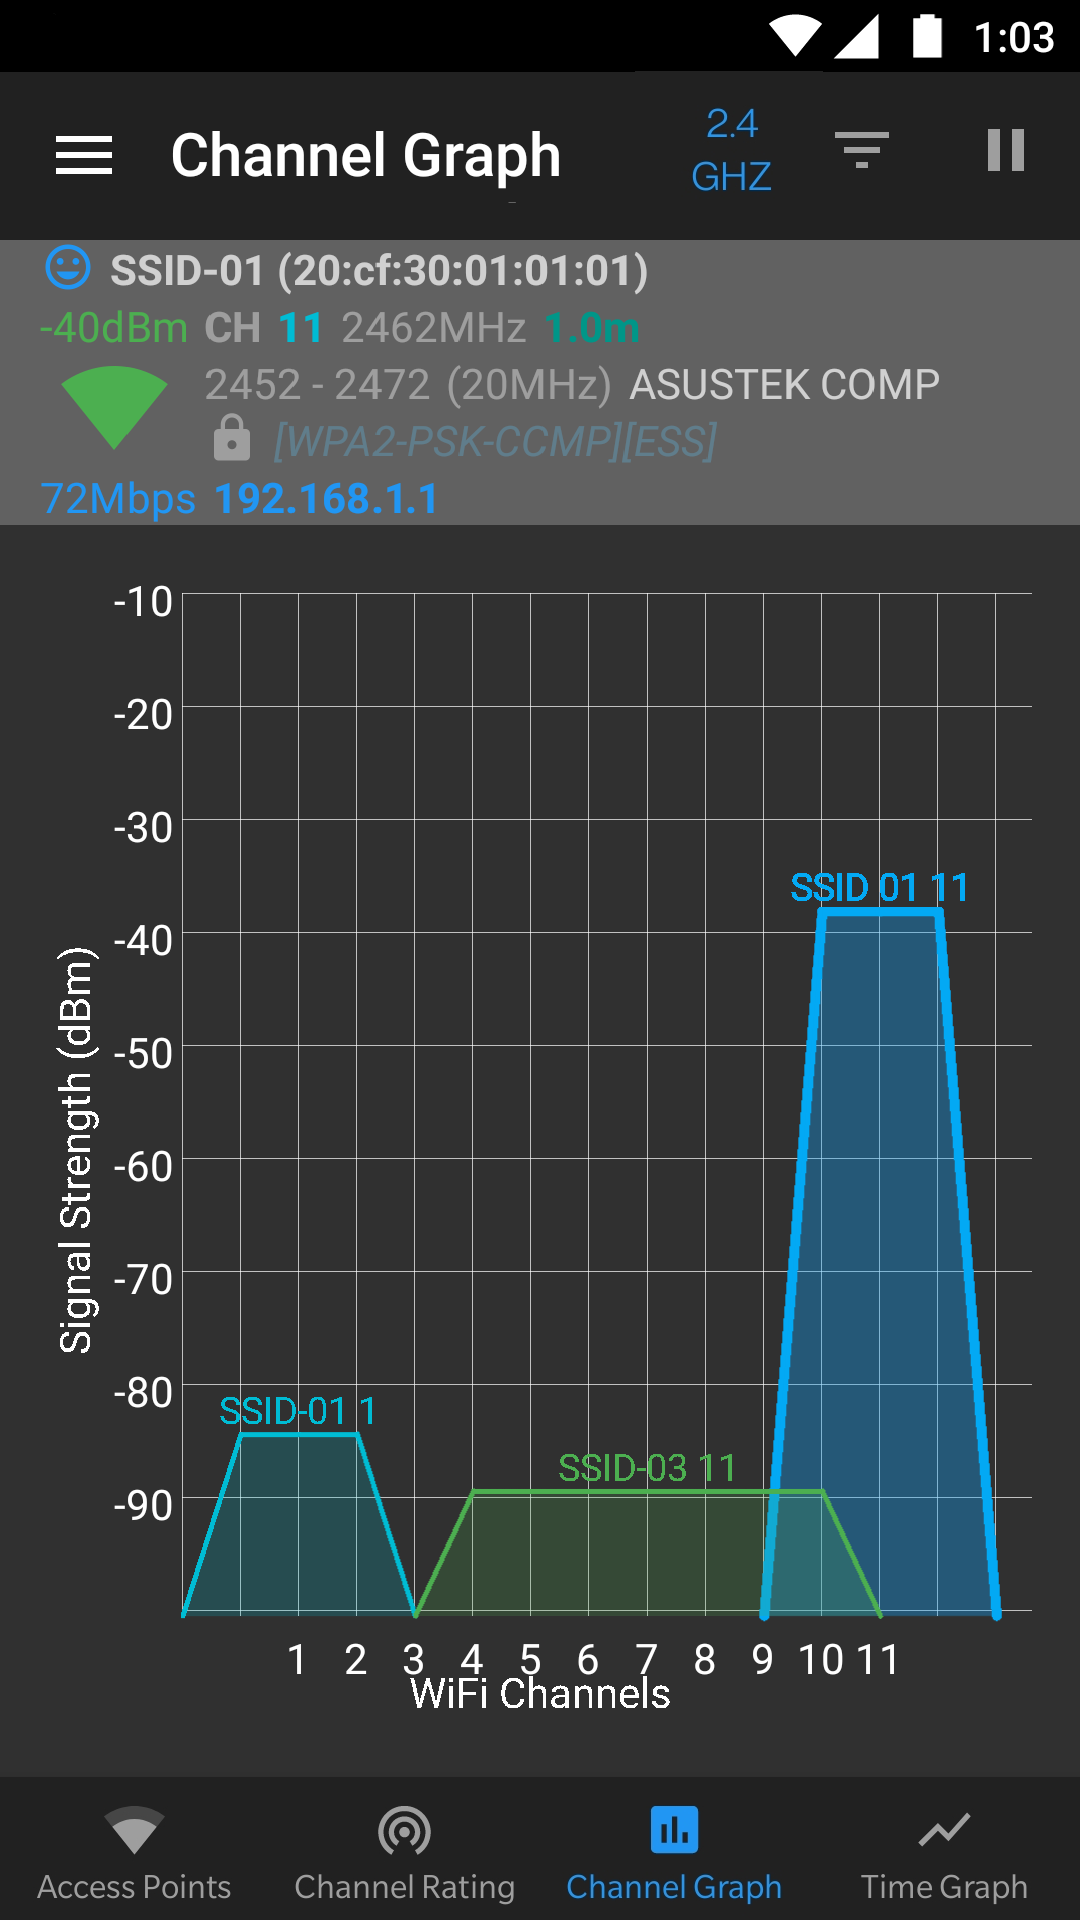 1:03
Channel Graph
2.4
GHZ
SSID-01 (20:cf:30:01:01:01)
-40dBm CH 11 2462MHz 1.0m
2452 - 2472 (20MHz) ASUSTEK COMP
[WPA2-PSK-CCMP][ESS]
72Mbps 192.168.1.1
-10
-20
-30
SSID 01 11
-40
-50
-60
-70
-80
SSID-01 1
SSID-03 11
-90
Signal Strength (dBm)
1 2 3 4 5 6 7 8 9 10 11
WiFi Channels
Access Points Channel Rating Channel Graph Time Graph